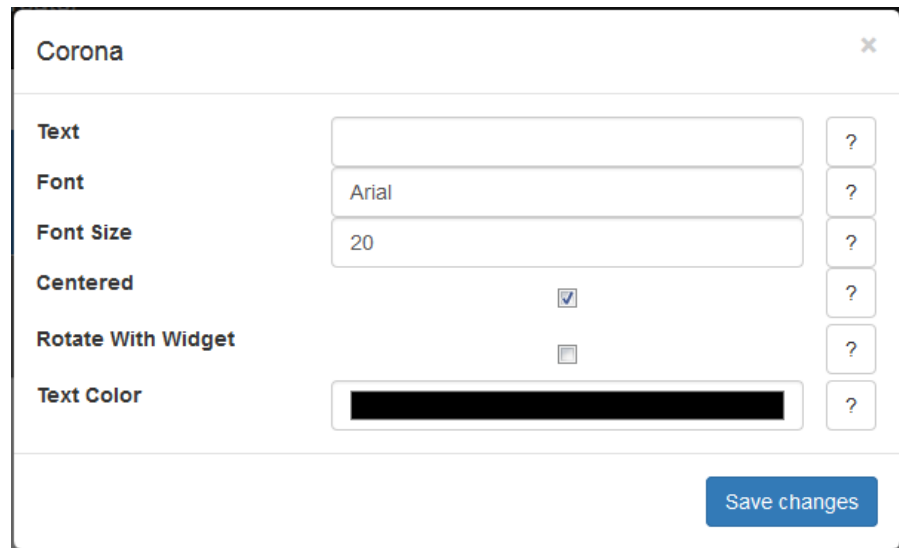 Corona ×
Text ?
Font Arial ?
Font Size 20 ?
Centered ?
Rotate With Widget ?
Text Color ?
Save changes